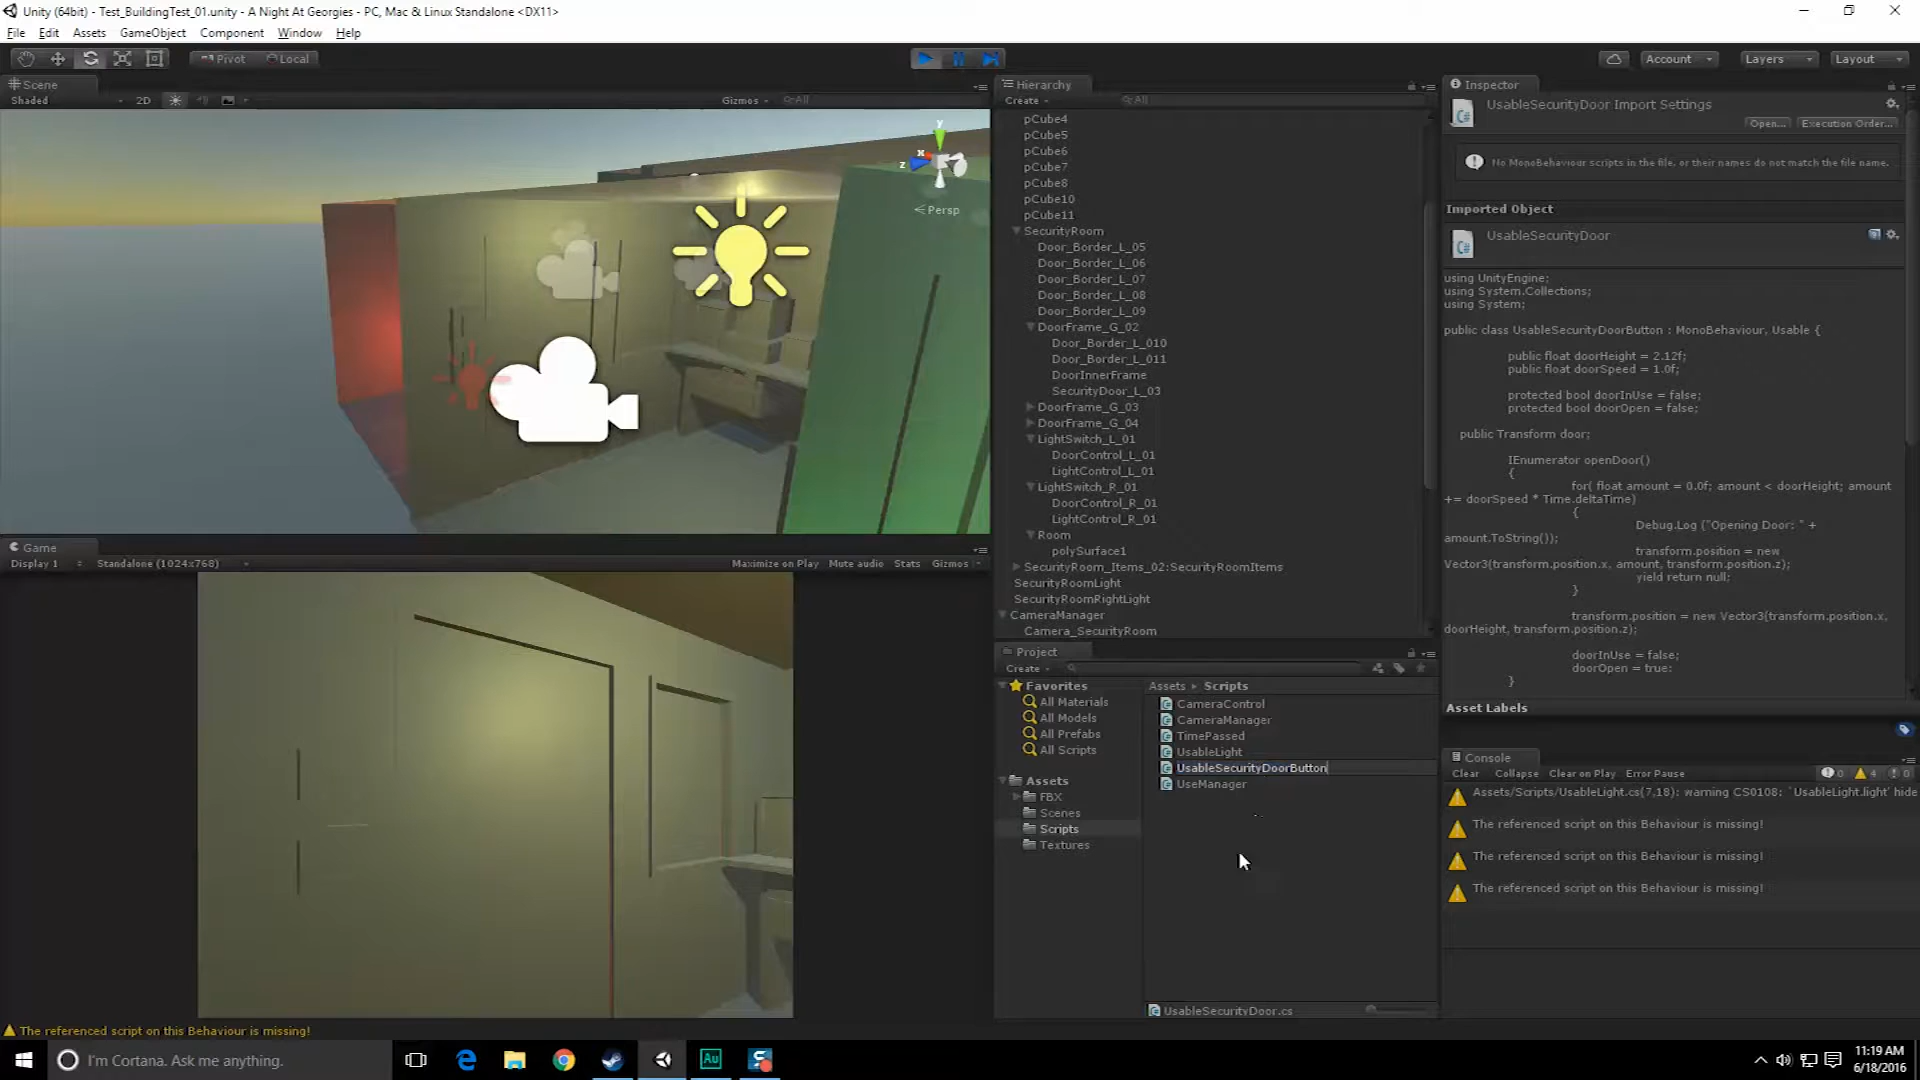 Unity (64bit) - Test_BuildingTest_01.unity - A Night At Georgies - PC, Mac & Linux Standalone <DX11>
File Edit Assets GameObject Component Window Help
Pivot Local
Account Layers Layout
Scene
Shaded 2D Gizmos All
y
x
z
Persp
Game
Display 1 Standalone (1024x768) Maximize on Play Mute audio Stats Gizmos
Hierarchy
Create All
pCube4
pCube5
pCube6
pCube7
pCube8
pCube10
pCube11
SecurityRoom
Door_Border_L_05
Door_Border_L_06
Door_Border_L_07
Door_Border_L_08
Door_Border_L_09
DoorFrame_G_02
Door_Border_L_010
Door_Border_L_011
DoorInnerFrame
SecurityDoor_L_03
DoorFrame_G_03
DoorFrame_G_04
LightSwitch_L_01
DoorControl_L_01
LightControl_L_01
LightSwitch_R_01
DoorControl_R_01
LightControl_R_01
Room
polySurface1
SecurityRoom_Items_02:SecurityRoomItems
SecurityRoomLight
SecurityRoomRightLight
CameraManager
Camera_SecurityRoom
Project
Create
Favorites
All Materials
All Models
All Prefabs
All Scripts
Assets
FBX
Scenes
Scripts
Textures
Assets Scripts
CameraControl
CameraManager
TimePassed
UsableLight
UsableSecurityDoorButton
UseManager
UsableSecurityDoor.cs
Inspector
UsableSecurityDoor Import Settings
Open... Execution Order...
No MonoBehaviour scripts in the file, or their names do not match the file name.
Imported Object
UsableSecurityDoor
using UnityEngine;
using System.Collections;
using System;
public class UsableSecurityDoorButton : MonoBehaviour, Usable {
public float doorHeight = 2.12f;
public float doorSpeed = 1.0f;
protected bool doorInUse = false;
protected bool doorOpen = false;
public Transform door;
IEnumerator openDoor()
{
for( float amount = 0.0f; amount < doorHeight; amount
+= doorSpeed * Time.deltaTime)
{
Debug.Log ("Opening Door: " +
amount.ToString());
transform.position = new
Vector3(transform.position.x, amount, transform.position.z);
yield return null;
}
transform.position = new Vector3(transform.position.x,
doorHeight, transform.position.z);
doorInUse = false;
doorOpen = true;
}
Asset Labels
Console
Clear Collapse Clear on Play Error Pause 0 4 0
Assets/Scripts/UsableLight.cs(7,18): warning CS0108: `UsableLight.light' hide
The referenced script on this Behaviour is missing!
The referenced script on this Behaviour is missing!
The referenced script on this Behaviour is missing!
The referenced script on this Behaviour is missing!
I'm Cortana. Ask me anything.
Au
11:19 AM
6/18/2016